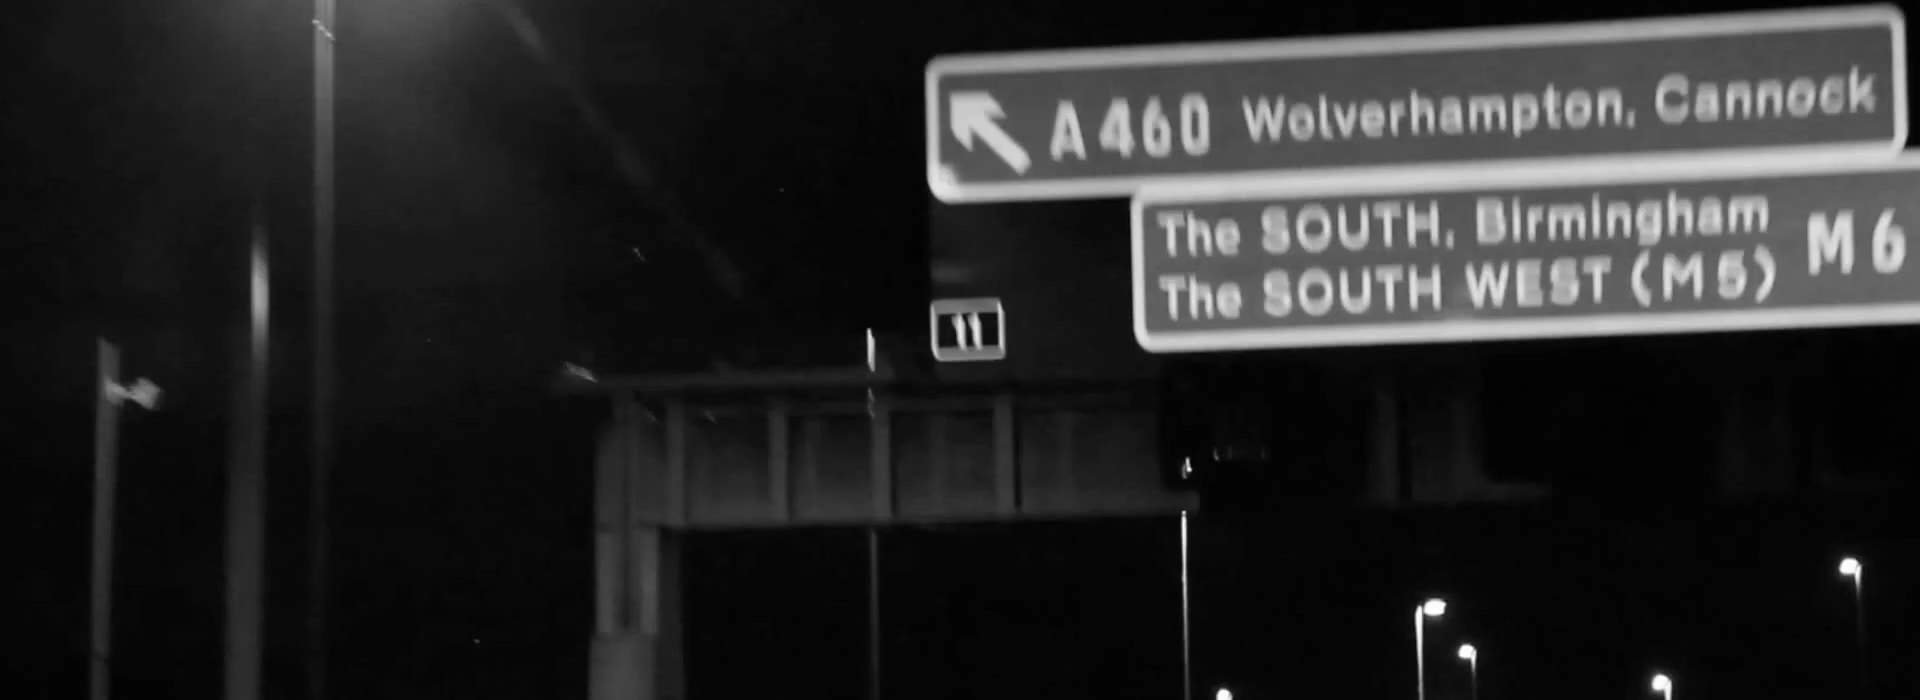 A460 Wolverhampton, Cannock
The SOUTH, Birmingham
The SOUTH WEST (M5) M6
11